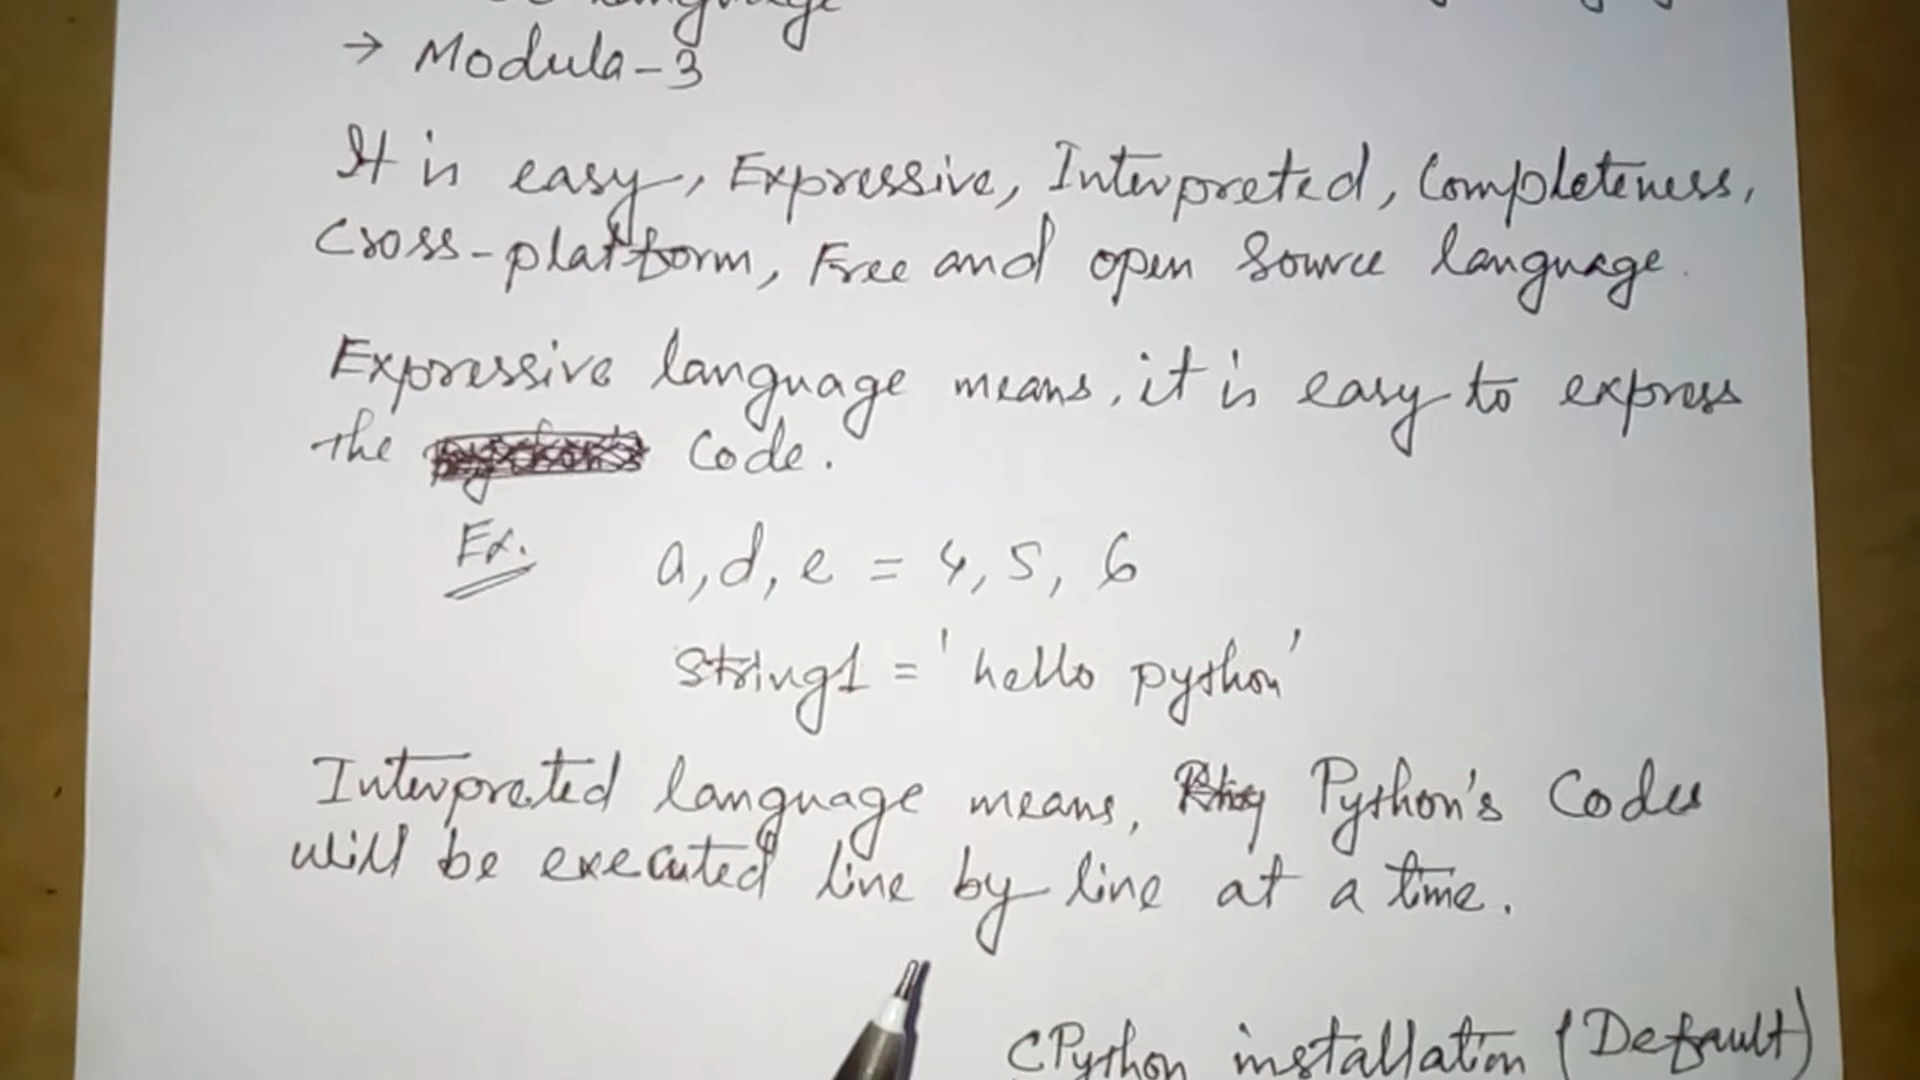 language
→ Modula-3
It is easy, Expressive, Interpreted, Completeness,
Cross-platform, Free and open Source language.
Expressive language means, it is easy to express
the Code.
Ex. a, d, e = 4, 5, 6
String1 = 'hello python'
Interpreted language means, Python's Codes
will be executed line by line at a time.
CPython installation (Default)